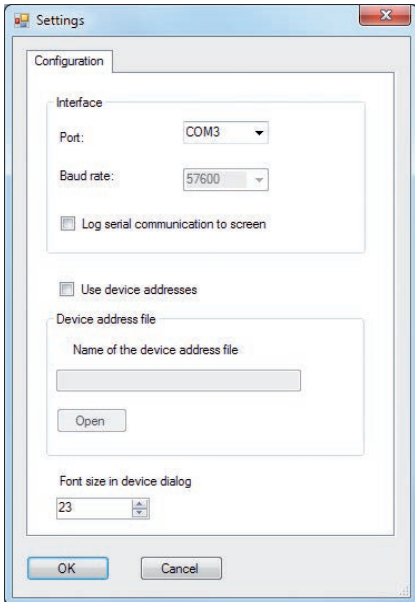 Settings
Configuration
Interface
Port:
COM3
Baud rate:
57600
Log serial communication to screen
Use device addresses
Device address file
Name of the device address file
Open
Font size in device dialog
23
OK
Cancel